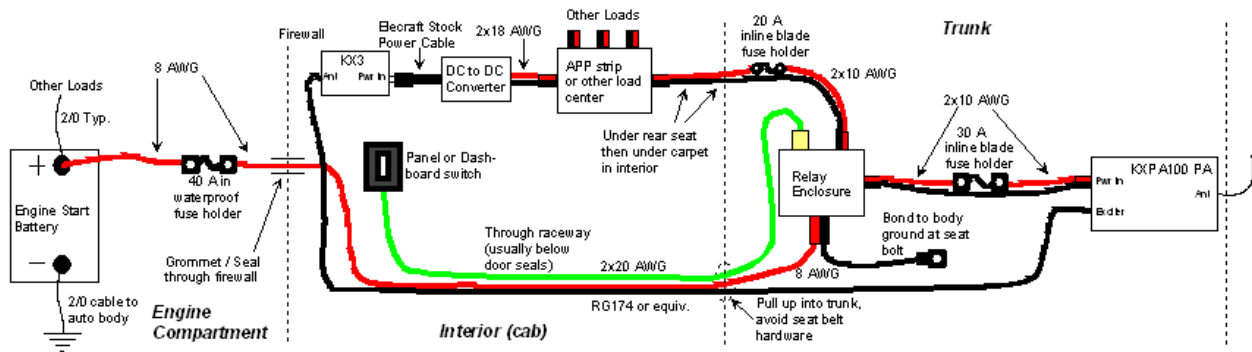 Other Loads
2/0 Typ.
8 AWG
+
Engine Start
Battery
−
2/0 cable to
auto body
40 A in
waterproof
fuse holder
Grommet / Seal
through firewall
Engine
Compartment
Firewall
KX3
Ant
Pwr In
Elecraft Stock
Power Cable
DC to DC
Converter
2x18 AWG
Other Loads
APP strip
or other load
center
Panel or Dash-
board switch
Under rear seat
then under carpet
in interior
Through raceway
(usually below
door seals)
2x20 AWG
RG174 or equiv.
Interior (cab)
20 A
inline blade
fuse holder
Trunk
2x10 AWG
Relay
Enclosure
8 AWG
2x10 AWG
30 A
inline blade
fuse holder
Bond to body
ground at seat
bolt
Pull up into trunk,
avoid seat belt
hardware
KXPA100 PA
Pwr In
Ant
Exciter